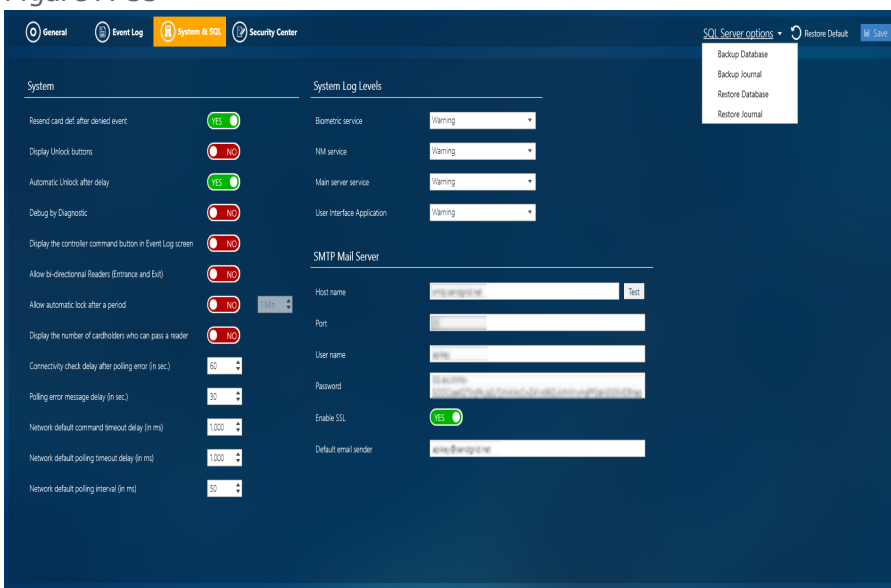 General
Event Log
System & SQL
Security Center
SQL Server options
Restore Default
Save
Backup Database
Backup Journal
Restore Database
Restore Journal
System
Resend card def. after denied event YES
Display Unlock buttons NO
Automatic Unlock after delay YES
Debug by Diagnostic NO
Display the controller command button in Event Log screen NO
Allow bi-directionnal Readers (Entrance and Exit) NO
Allow automatic lock after a period NO 1 Min
Display the number of cardholders who can pass a reader NO
Connectivity check delay after polling error (in sec.) 60
Polling error message delay (in sec.) 30
Network default command timeout delay (in ms) 1,000
Network default polling timeout delay (in ms) 1,000
Network default polling interval (in ms) 50
System Log Levels
Biometric service Warning
NM service Warning
Main server service Warning
User Interface Application Warning
SMTP Mail Server
Host name Test
Port
User name
Password
Enable SSL YES
Default email sender